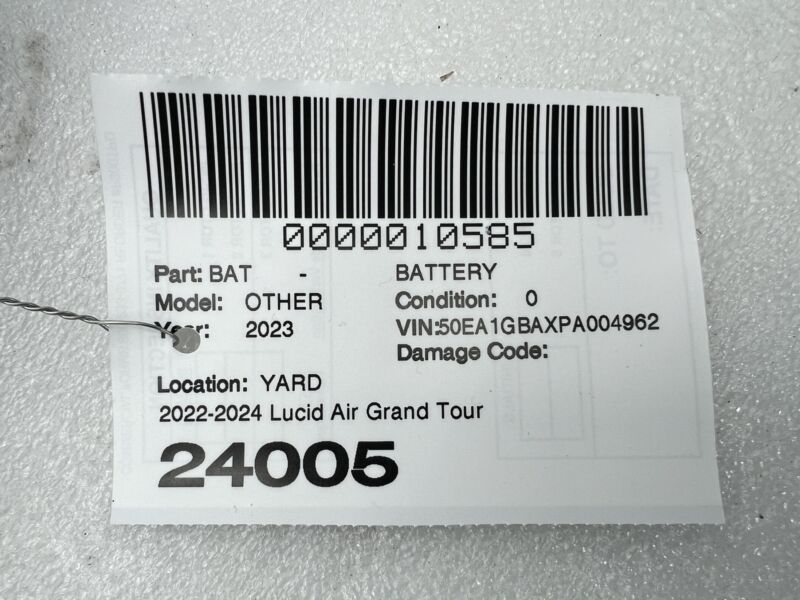 0000010585
Part: BAT - BATTERY
Model: OTHER Condition: 0
Year: 2023 VIN:50EA1GBAXPA004962
Damage Code:
Location: YARD
2022-2024 Lucid Air Grand Tour
24005